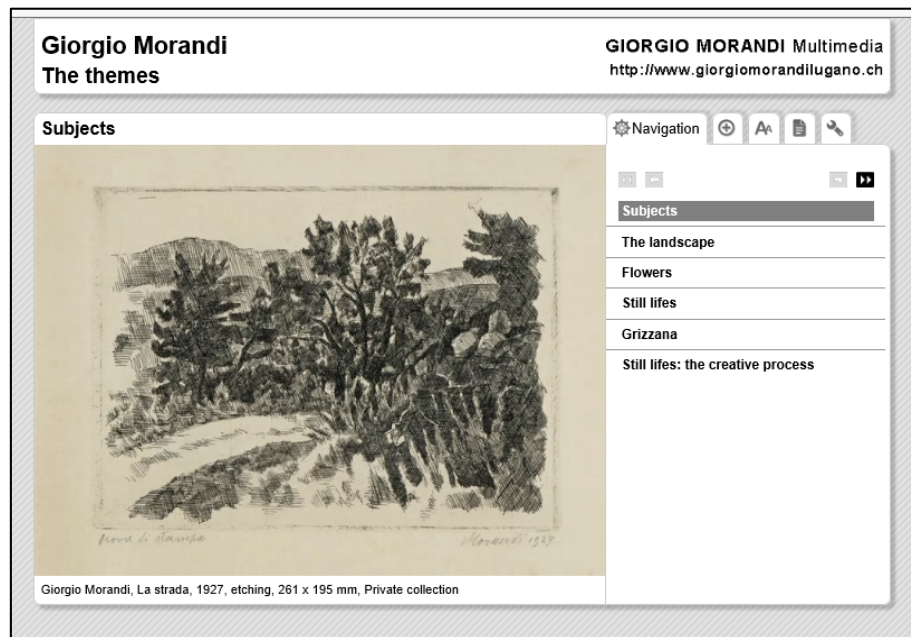 Giorgio Morandi
The themes
GIORGIO MORANDI Multimedia
http://www.giorgiomorandilugano.ch
Subjects
Navigation
AA
Subjects
The landscape
Flowers
Still lifes
Grizzana
Still lifes: the creative process
prova di stampa
Morandi 1927
Giorgio Morandi, La strada, 1927, etching, 261 x 195 mm, Private collection